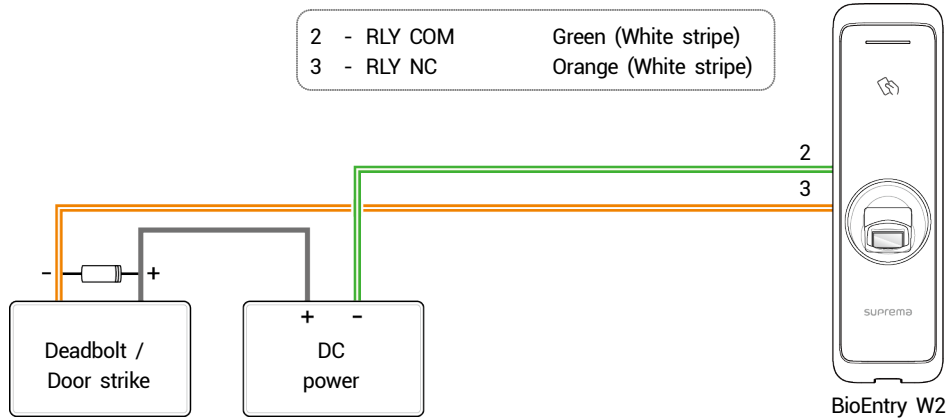 2 - RLY COM Green (White stripe)
3 - RLY NC Orange (White stripe)
2
3
- +
+ -
Deadbolt /
Door strike
DC
power
suprema
BioEntry W2